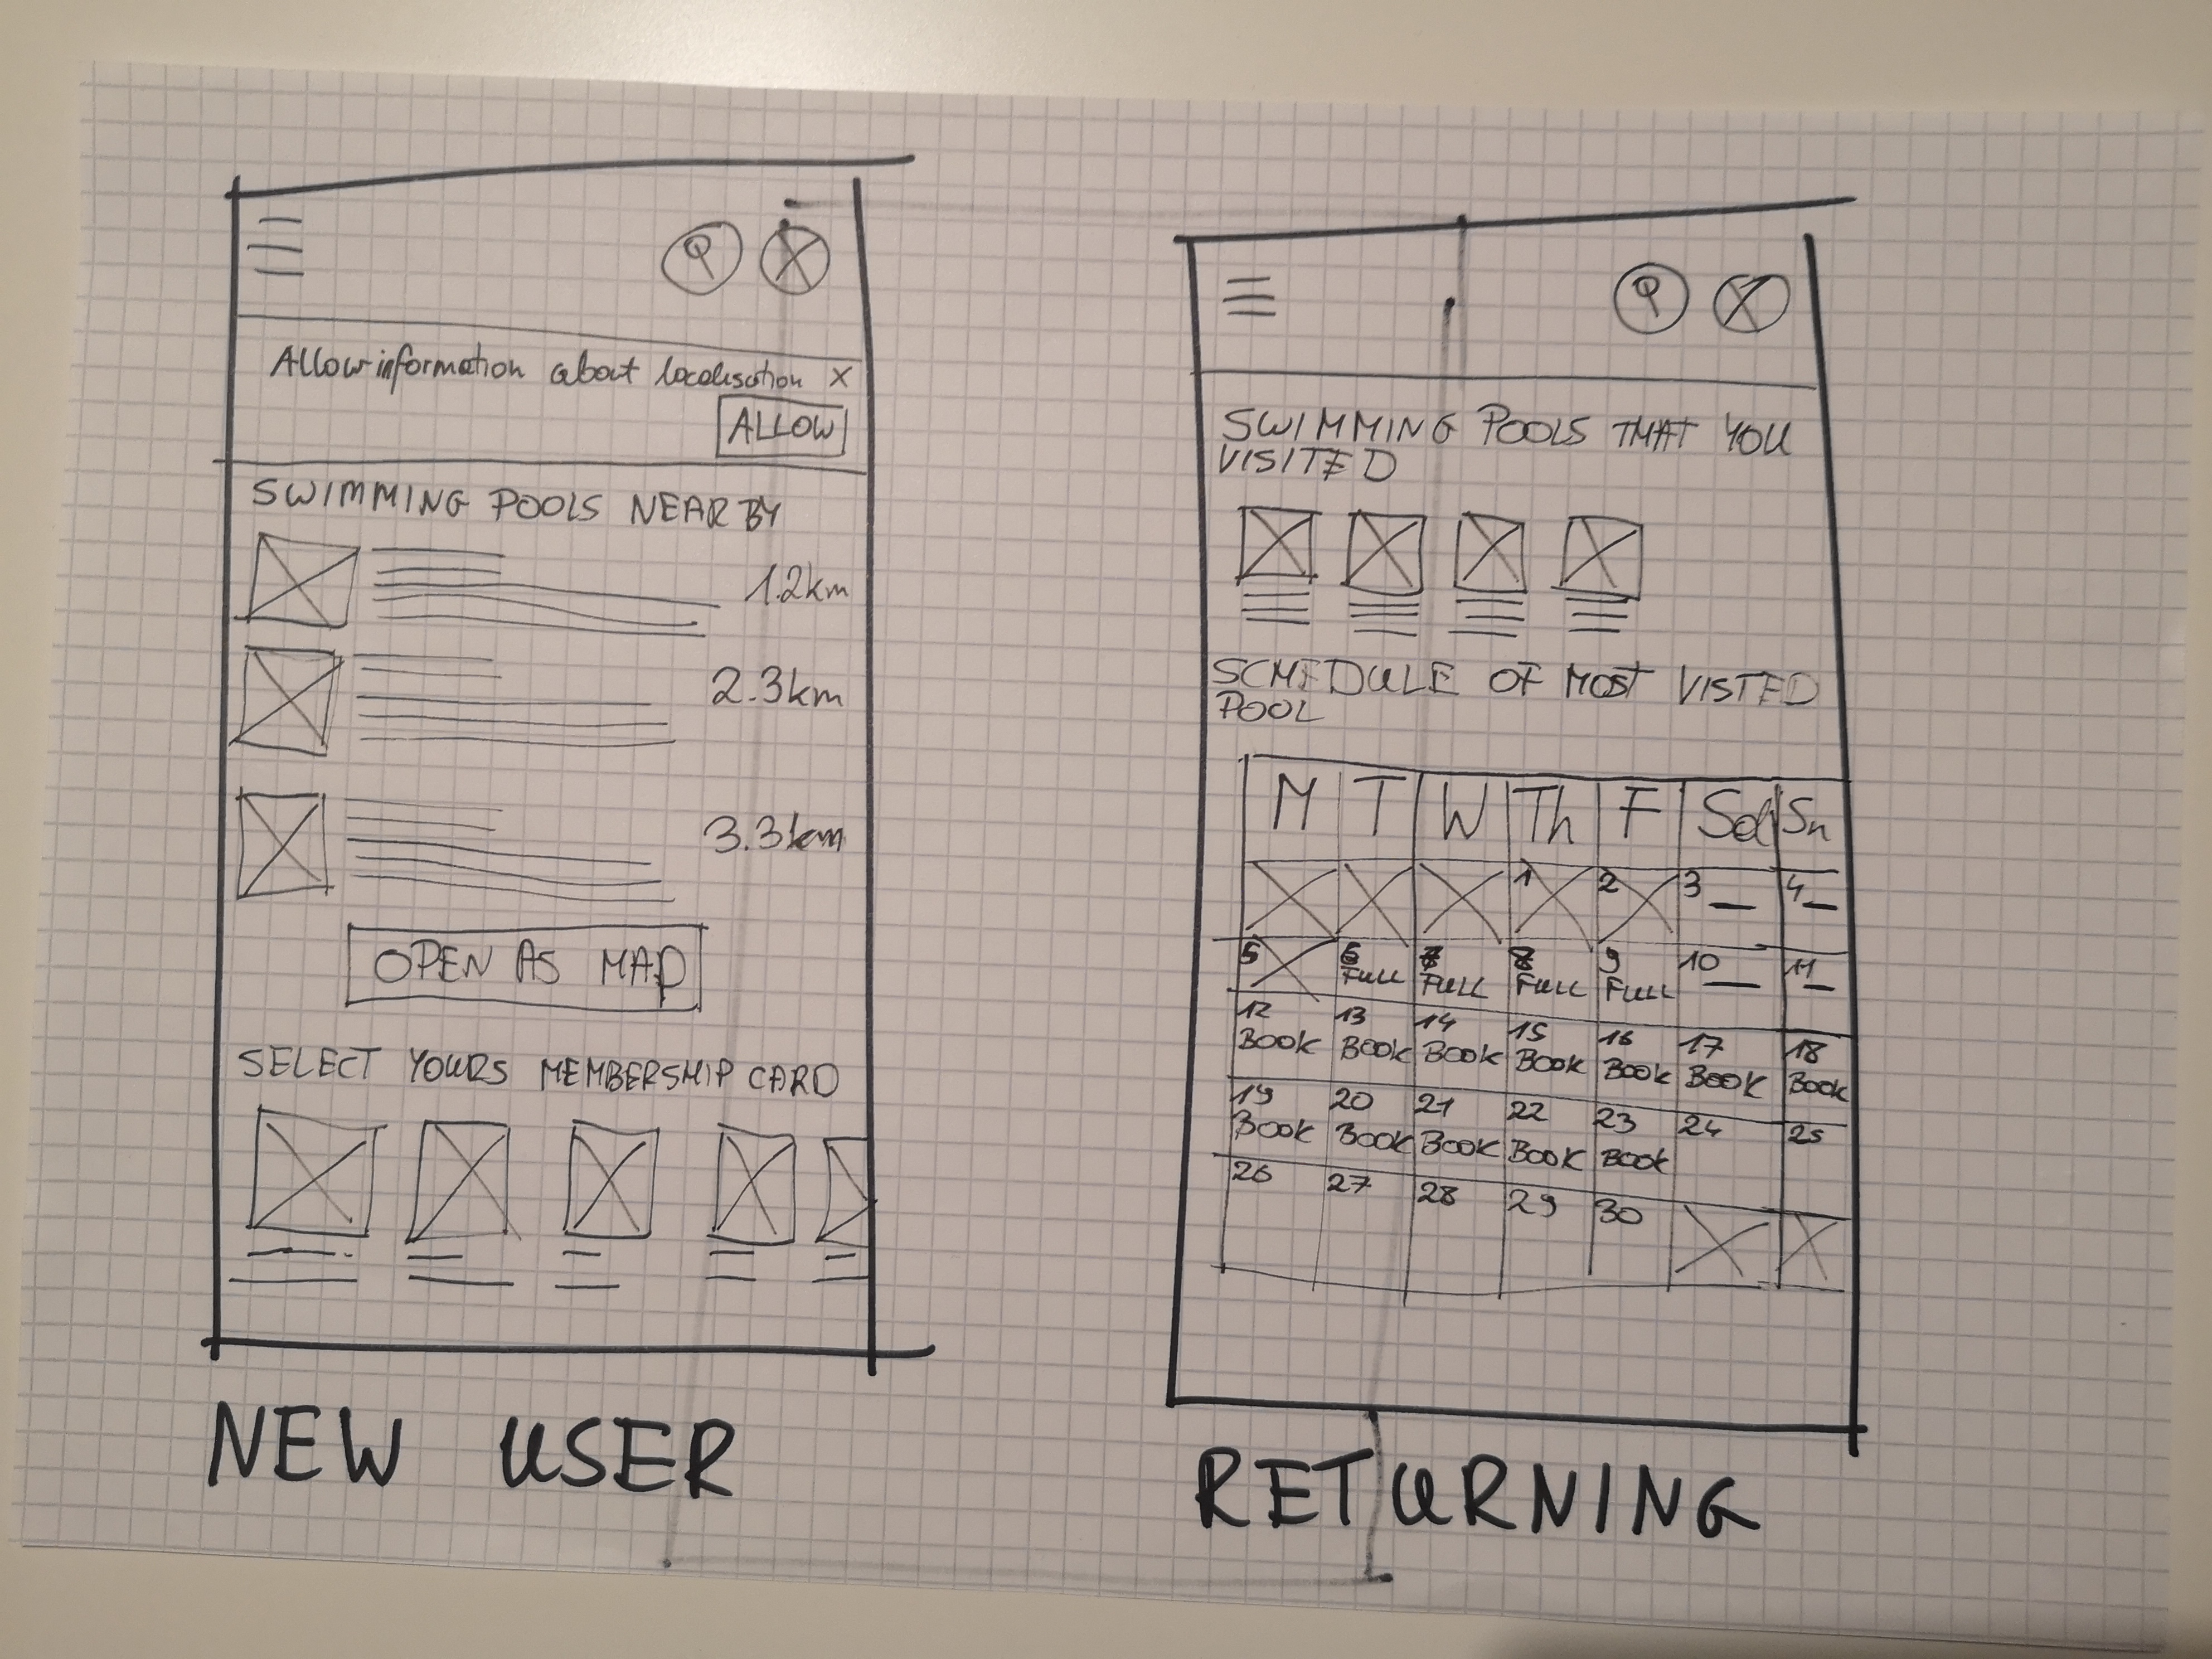 Allow information about localisation X
ALLOW
SWIMMING POOLS NEARBY
1.2km
2.3km
3.3km
OPEN AS MAP
SELECT YOURS MEMBERSHIP CARD
NEW USER
SWIMMING POOLS THAT YOU
VISITED
SCHEDULE OF MOST VISTED
POOL
M T W Th F Sat Sn
1 2 3 4
5 6 7 8 9 10 11
FULL FULL FULL FULL
12 13 14 15 16 17 18
BOOK BOOK BOOK BOOK BOOK BOOK BOOK
19 20 21 22 23 24 25
BOOK BOOK BOOK BOOK BOOK
26 27 28 29 30
RETURNING